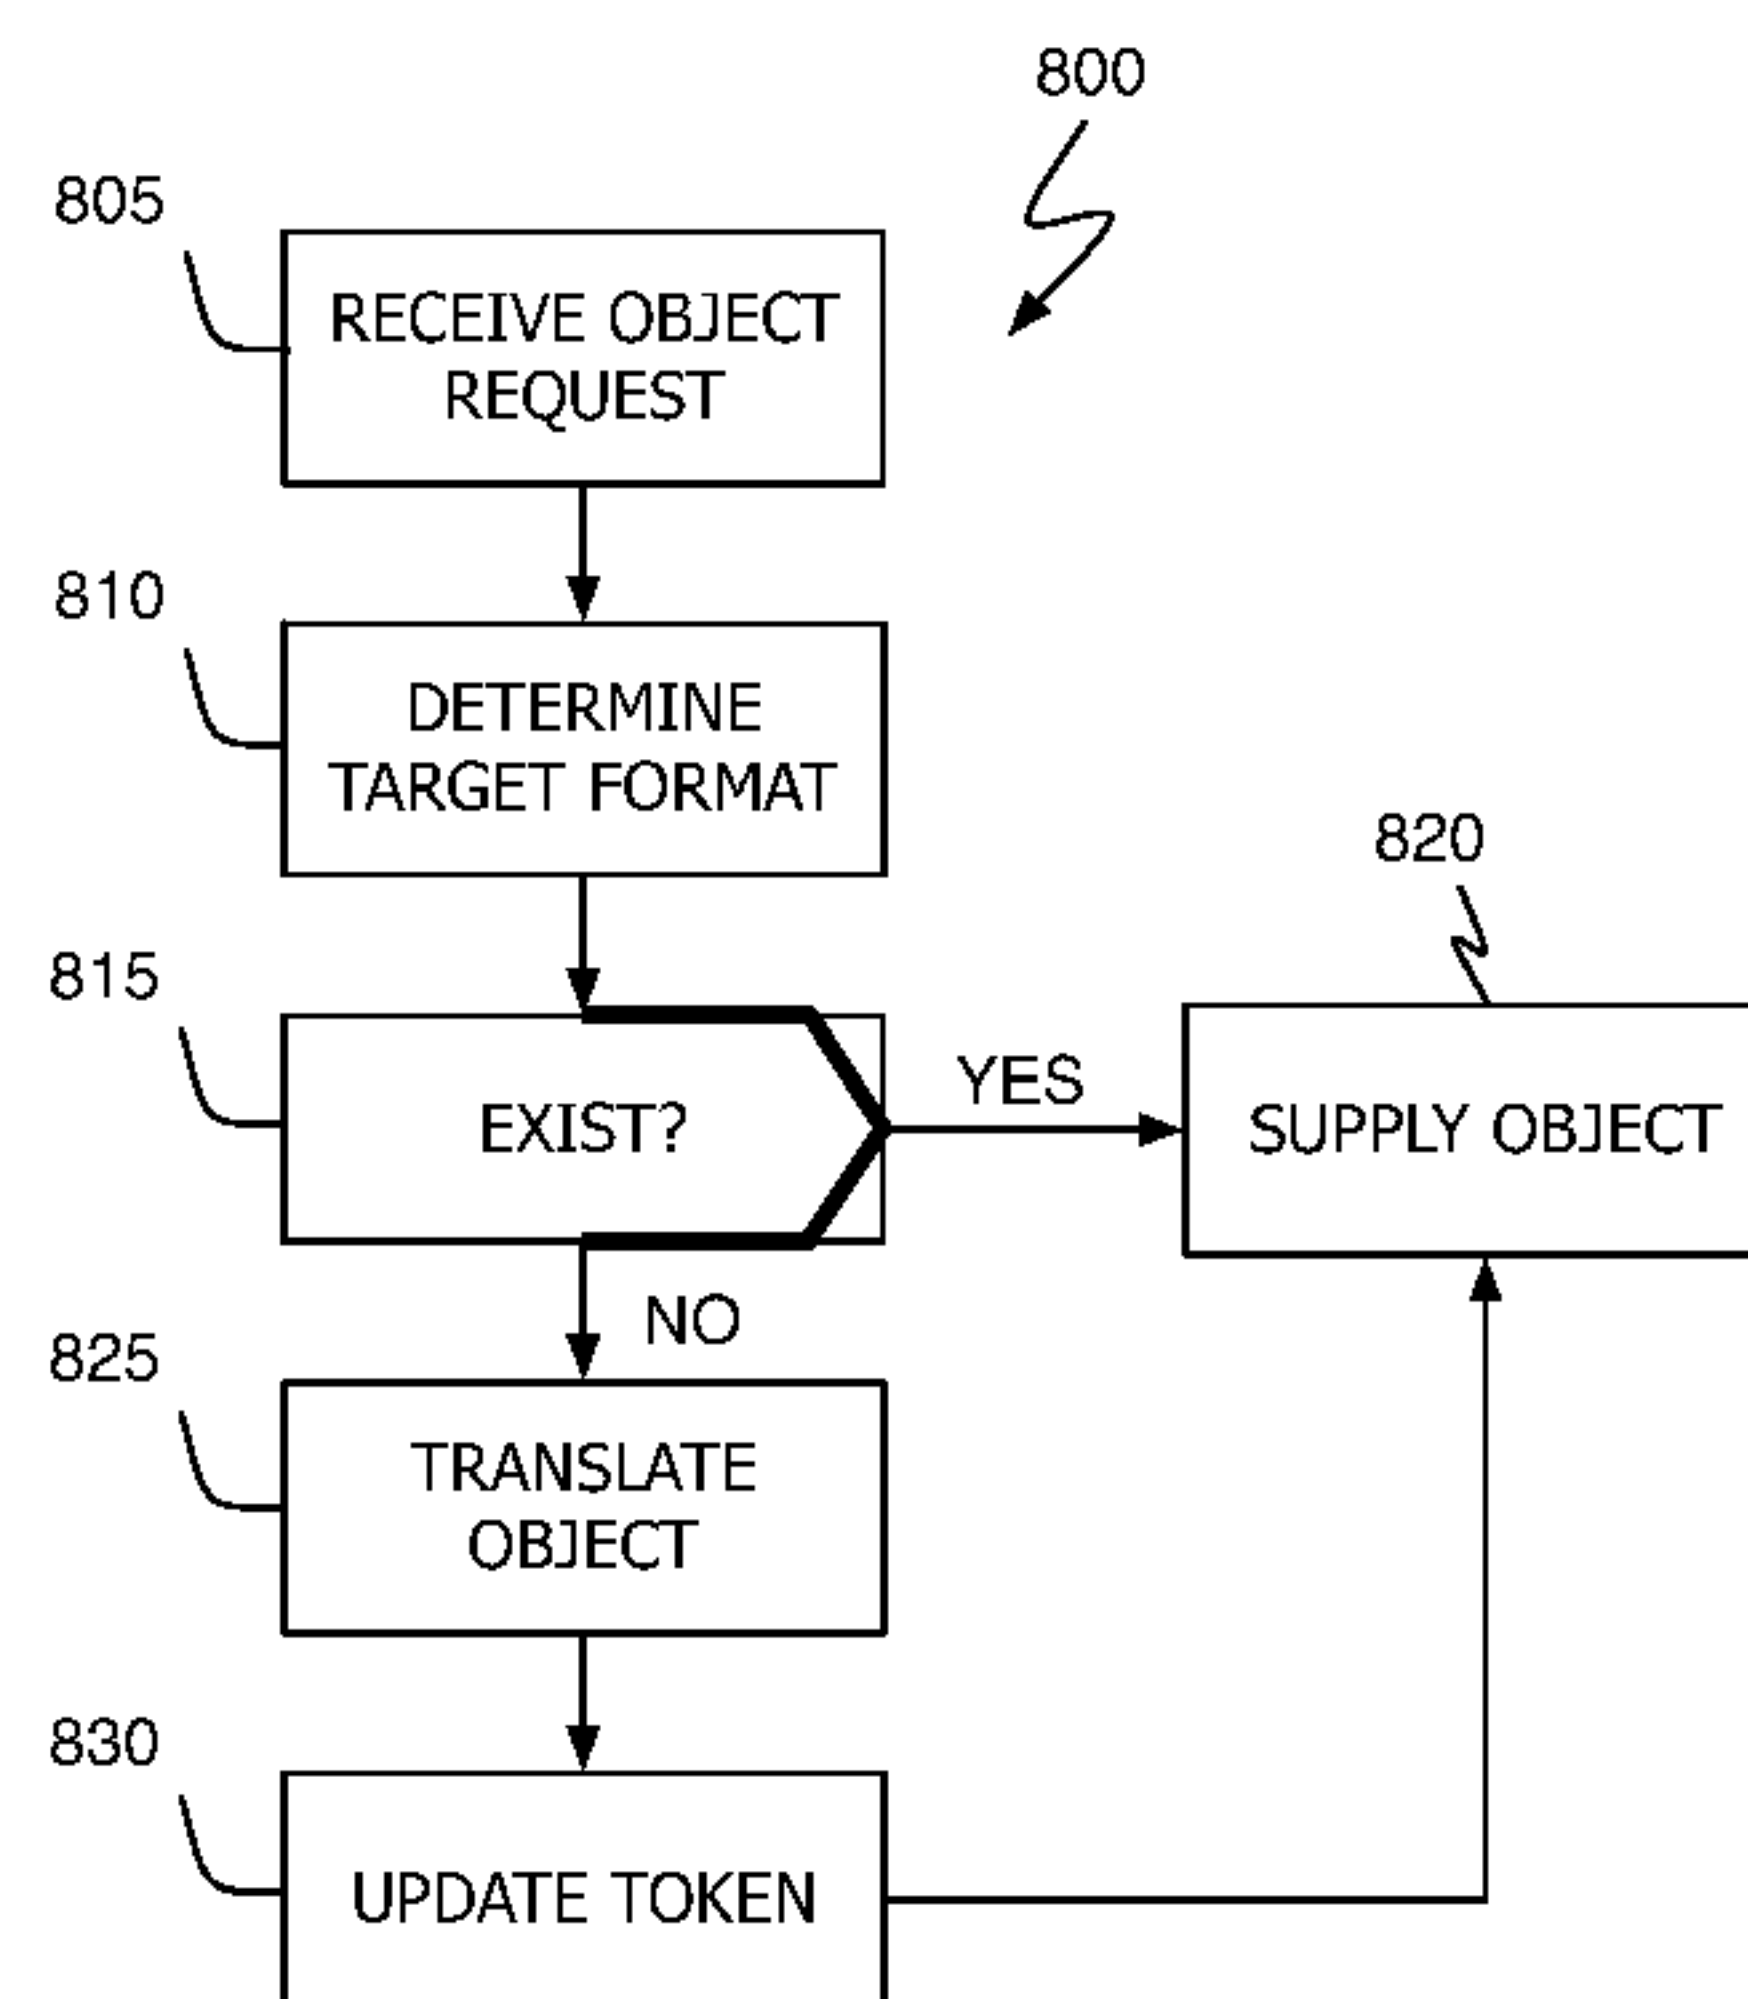 800
805
RECEIVE OBJECT
REQUEST
810
DETERMINE
TARGET FORMAT
815
EXIST?
YES
820
SUPPLY OBJECT
NO
825
TRANSLATE
OBJECT
830
UPDATE TOKEN